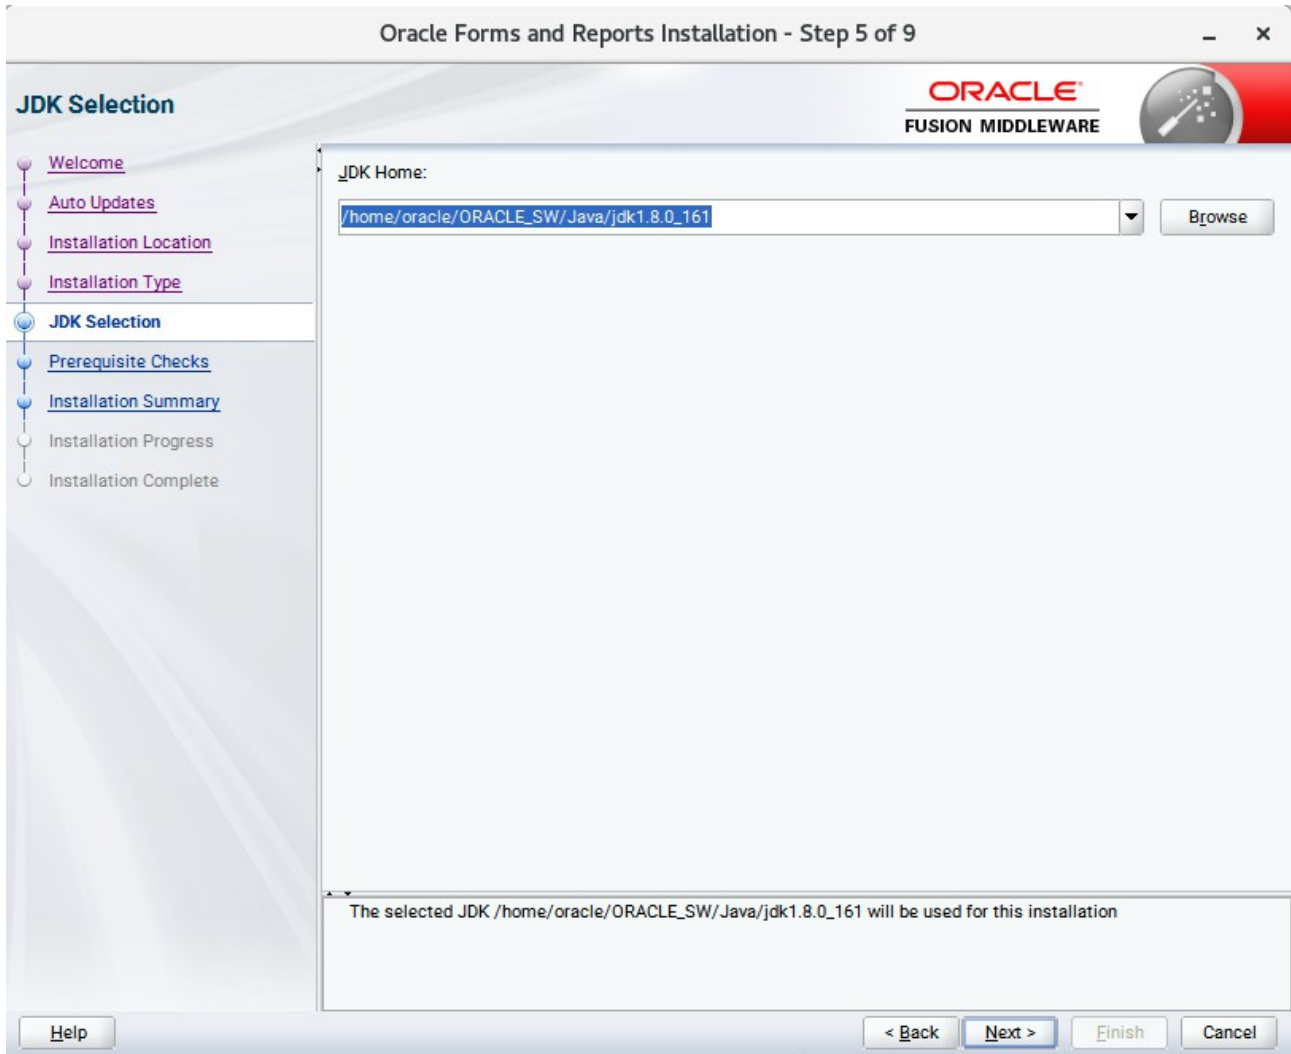 Oracle Forms and Reports Installation - Step 5 of 9
JDK Selection
ORACLE
FUSION MIDDLEWARE
Welcome
Auto Updates
Installation Location
Installation Type
JDK Selection
Prerequisite Checks
Installation Summary
Installation Progress
Installation Complete
JDK Home:
/home/oracle/ORACLE_SW/Java/jdk1.8.0_161
Browse
The selected JDK /home/oracle/ORACLE_SW/Java/jdk1.8.0_161 will be used for this installation
Help
< Back
Next >
Finish
Cancel